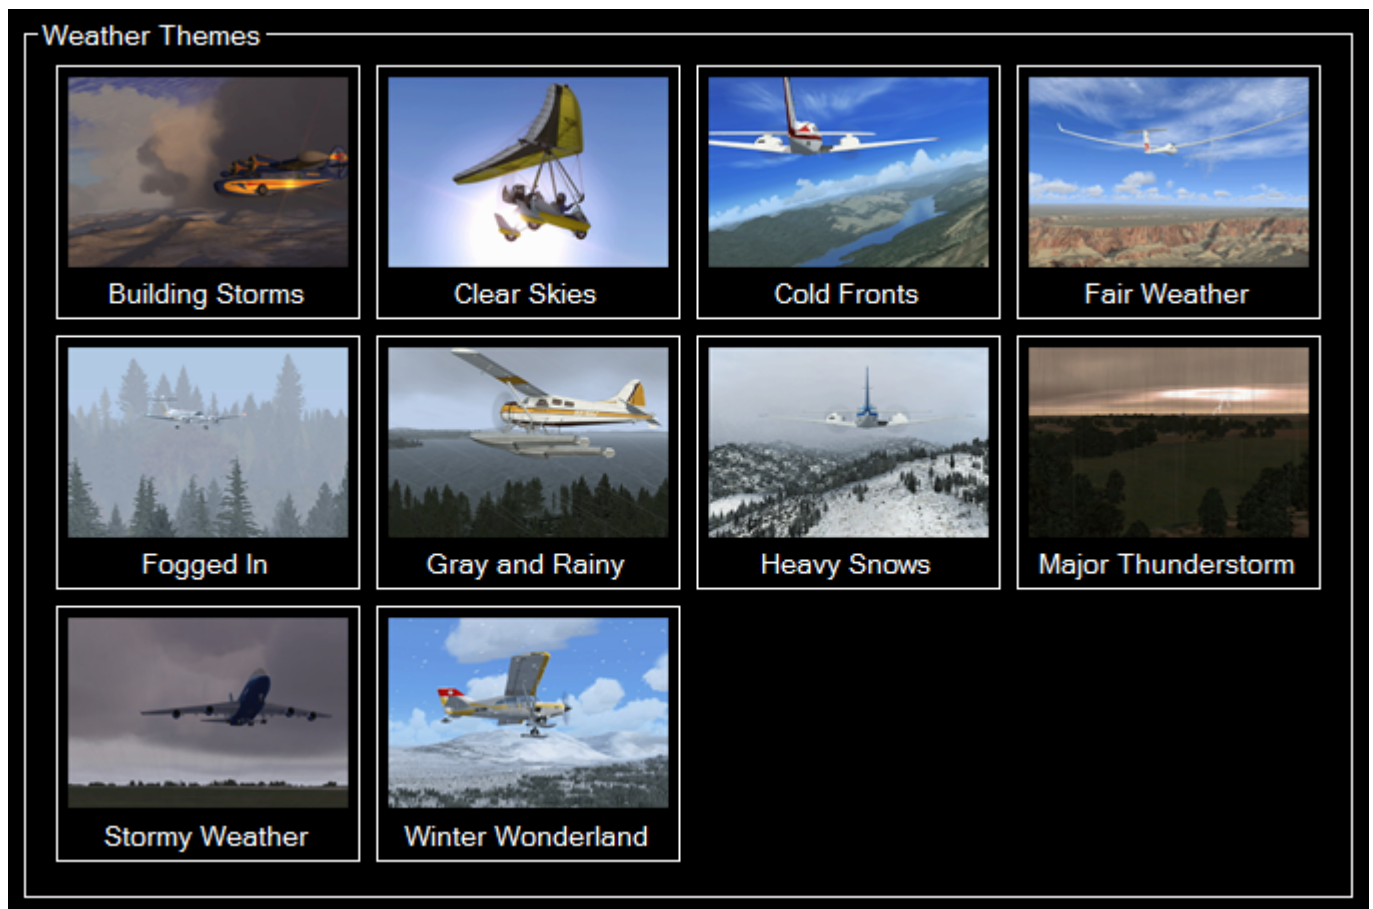 Weather Themes
Building Storms
Clear Skies
Cold Fronts
Fair Weather
Fogged In
Gray and Rainy
Heavy Snows
Major Thunderstorm
Stormy Weather
Winter Wonderland